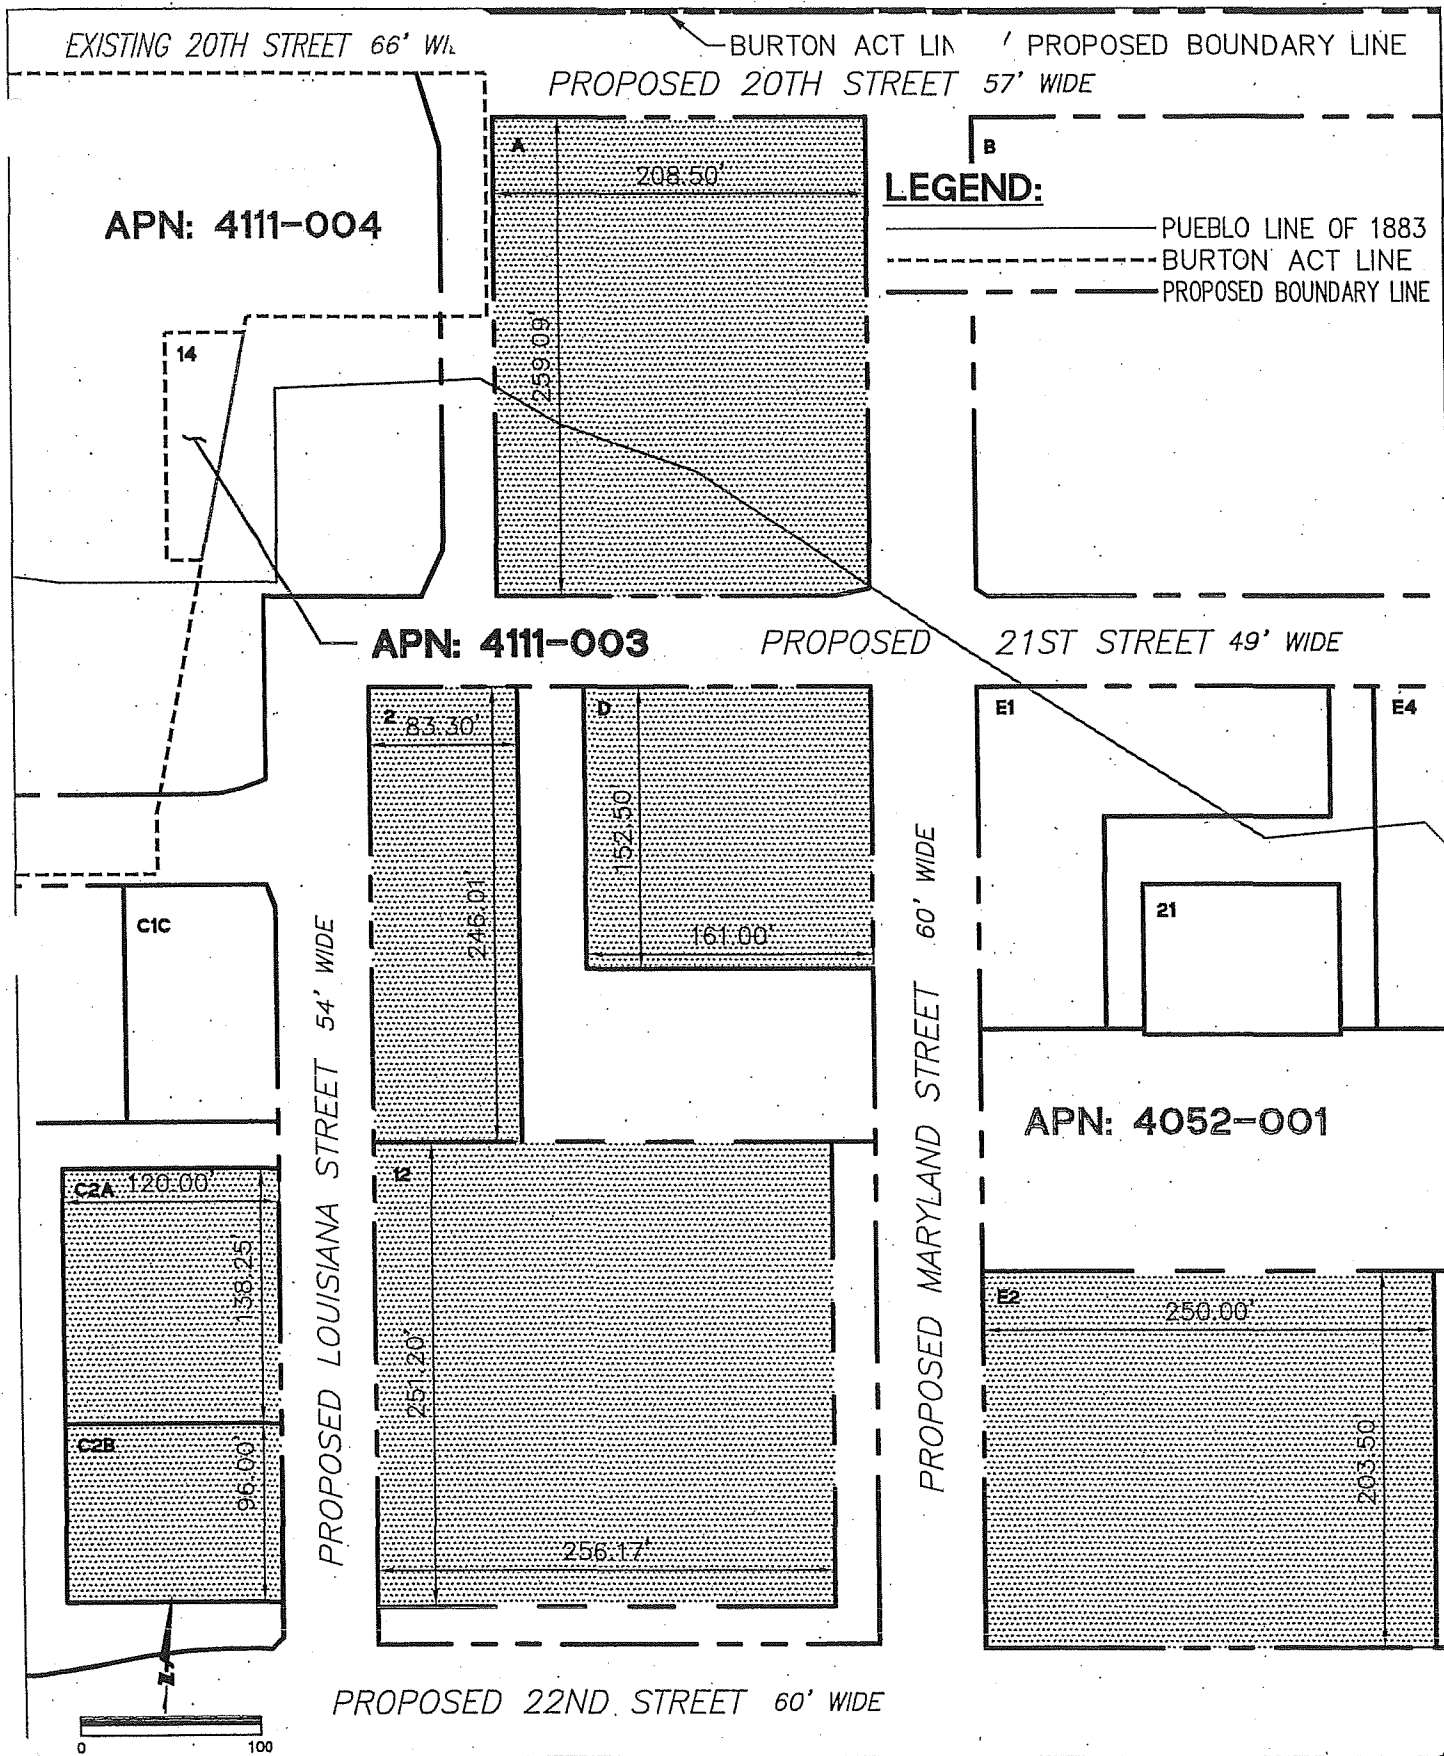 EXISTING 20TH STREET 66'
BURTON ACT
PROPOSED BOUNDARY LINE
PROPOSED 20TH STREET 57' WIDE
A
208.50'
259.09'
B
LEGEND:
PUEBLO LINE OF 1883
BURTON ACT LINE
PROPOSED BOUNDARY LINE
APN: 4111-004
14
APN: 4111-003
PROPOSED 21ST STREET 49' WIDE
2
83.30'
246.01'
D
152.50
161.00'
E1
E4
21
C1C
PROPOSED LOUISIANA STREET 54' WIDE
PROPOSED MARYLAND STREET 60' WIDE
APN: 4052-001
C2A
120.00'
138.25'
12
251.20'
256.17'
E2
250.00'
203.50
C2B
96.00'
PROPOSED 22ND STREET 60' WIDE
0 100